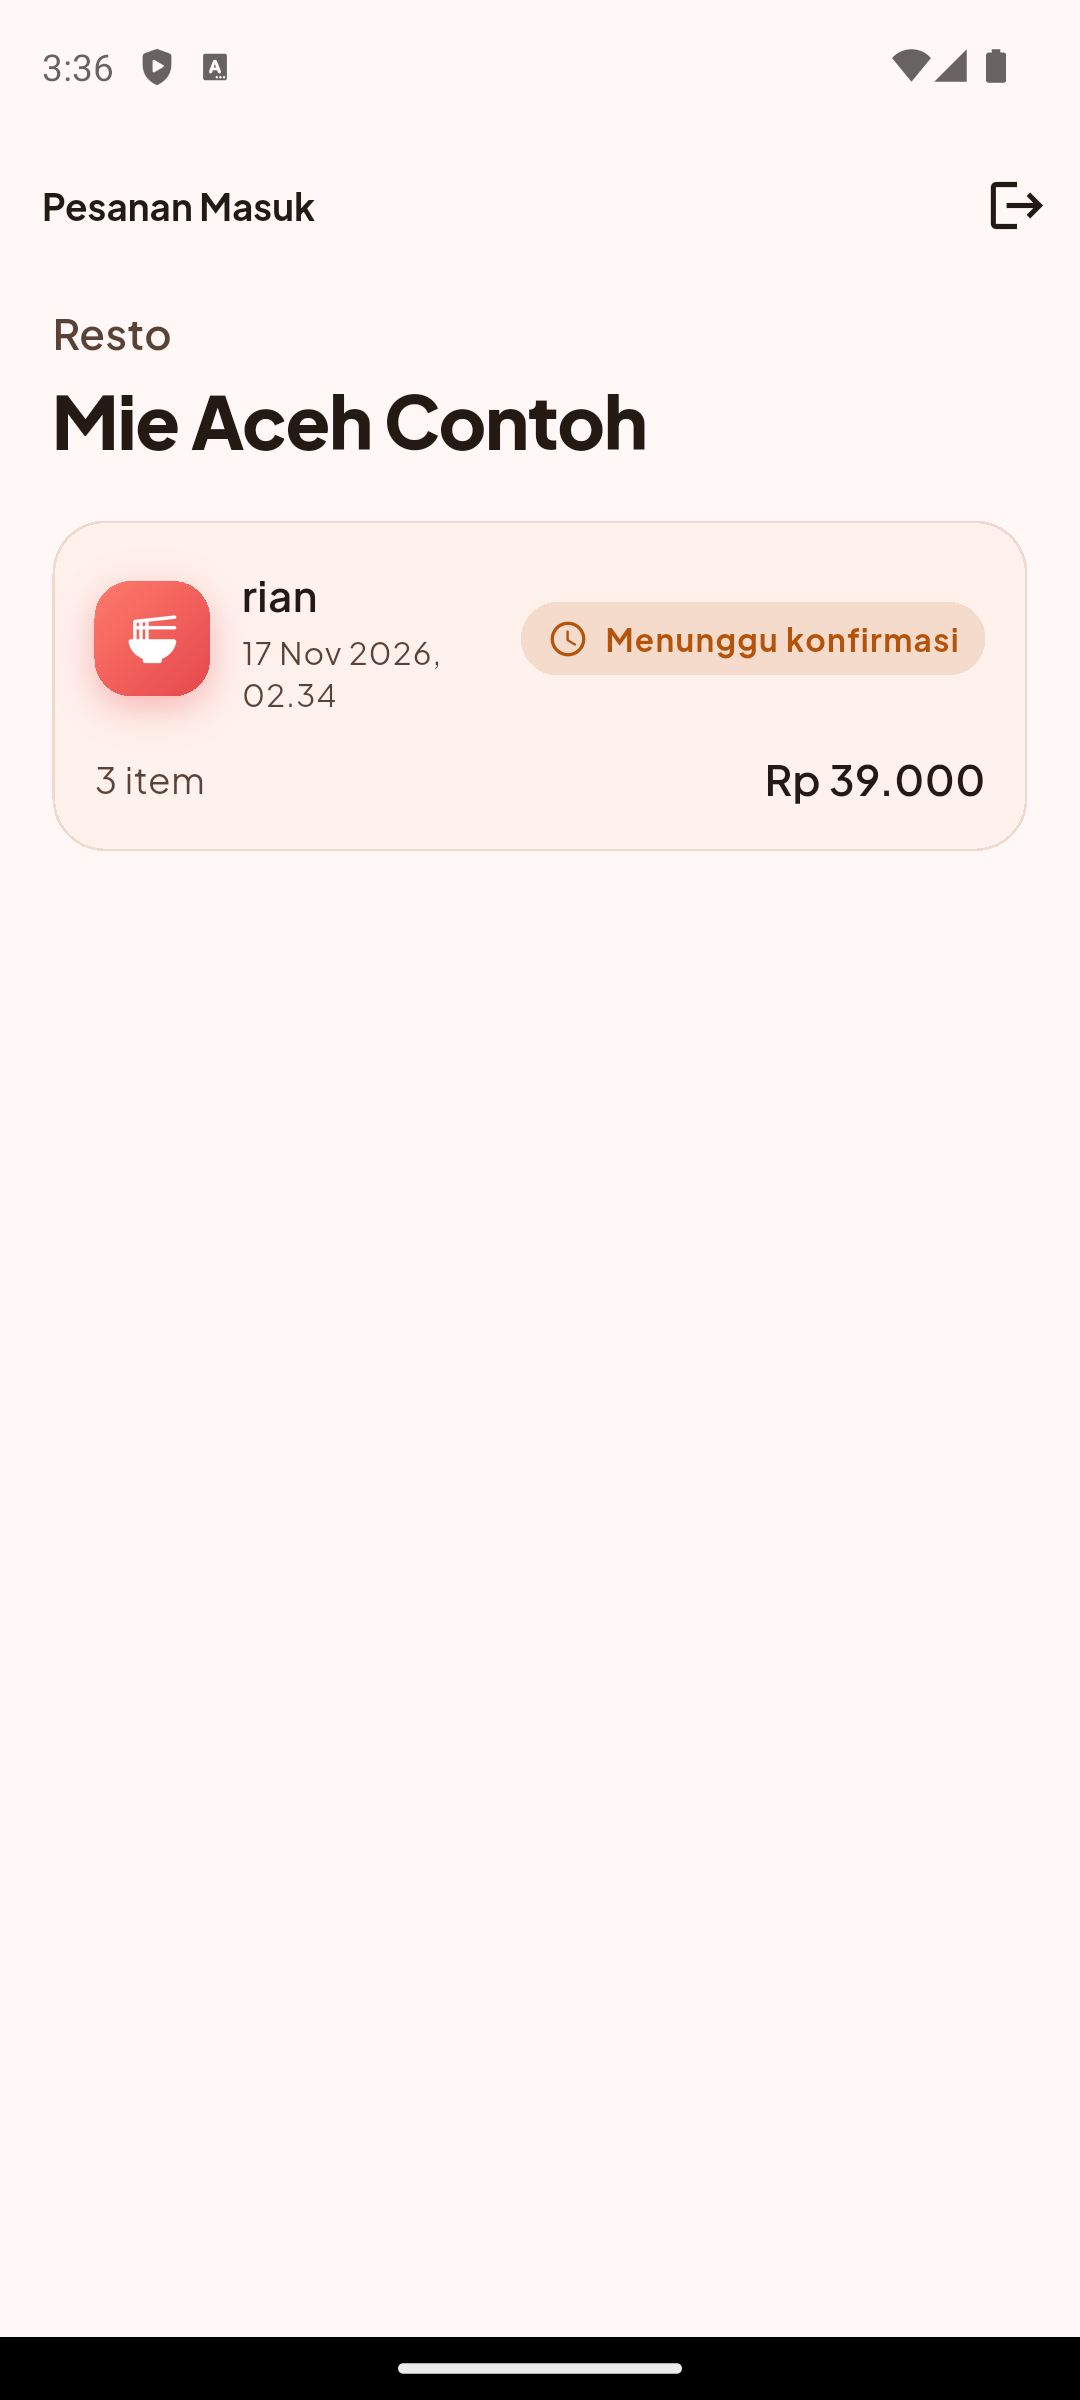 3:36
Pesanan Masuk
Resto
Mie Aceh Contoh
rian
17 Nov 2026,
02.34
Menunggu konfirmasi
3 item
Rp 39.000